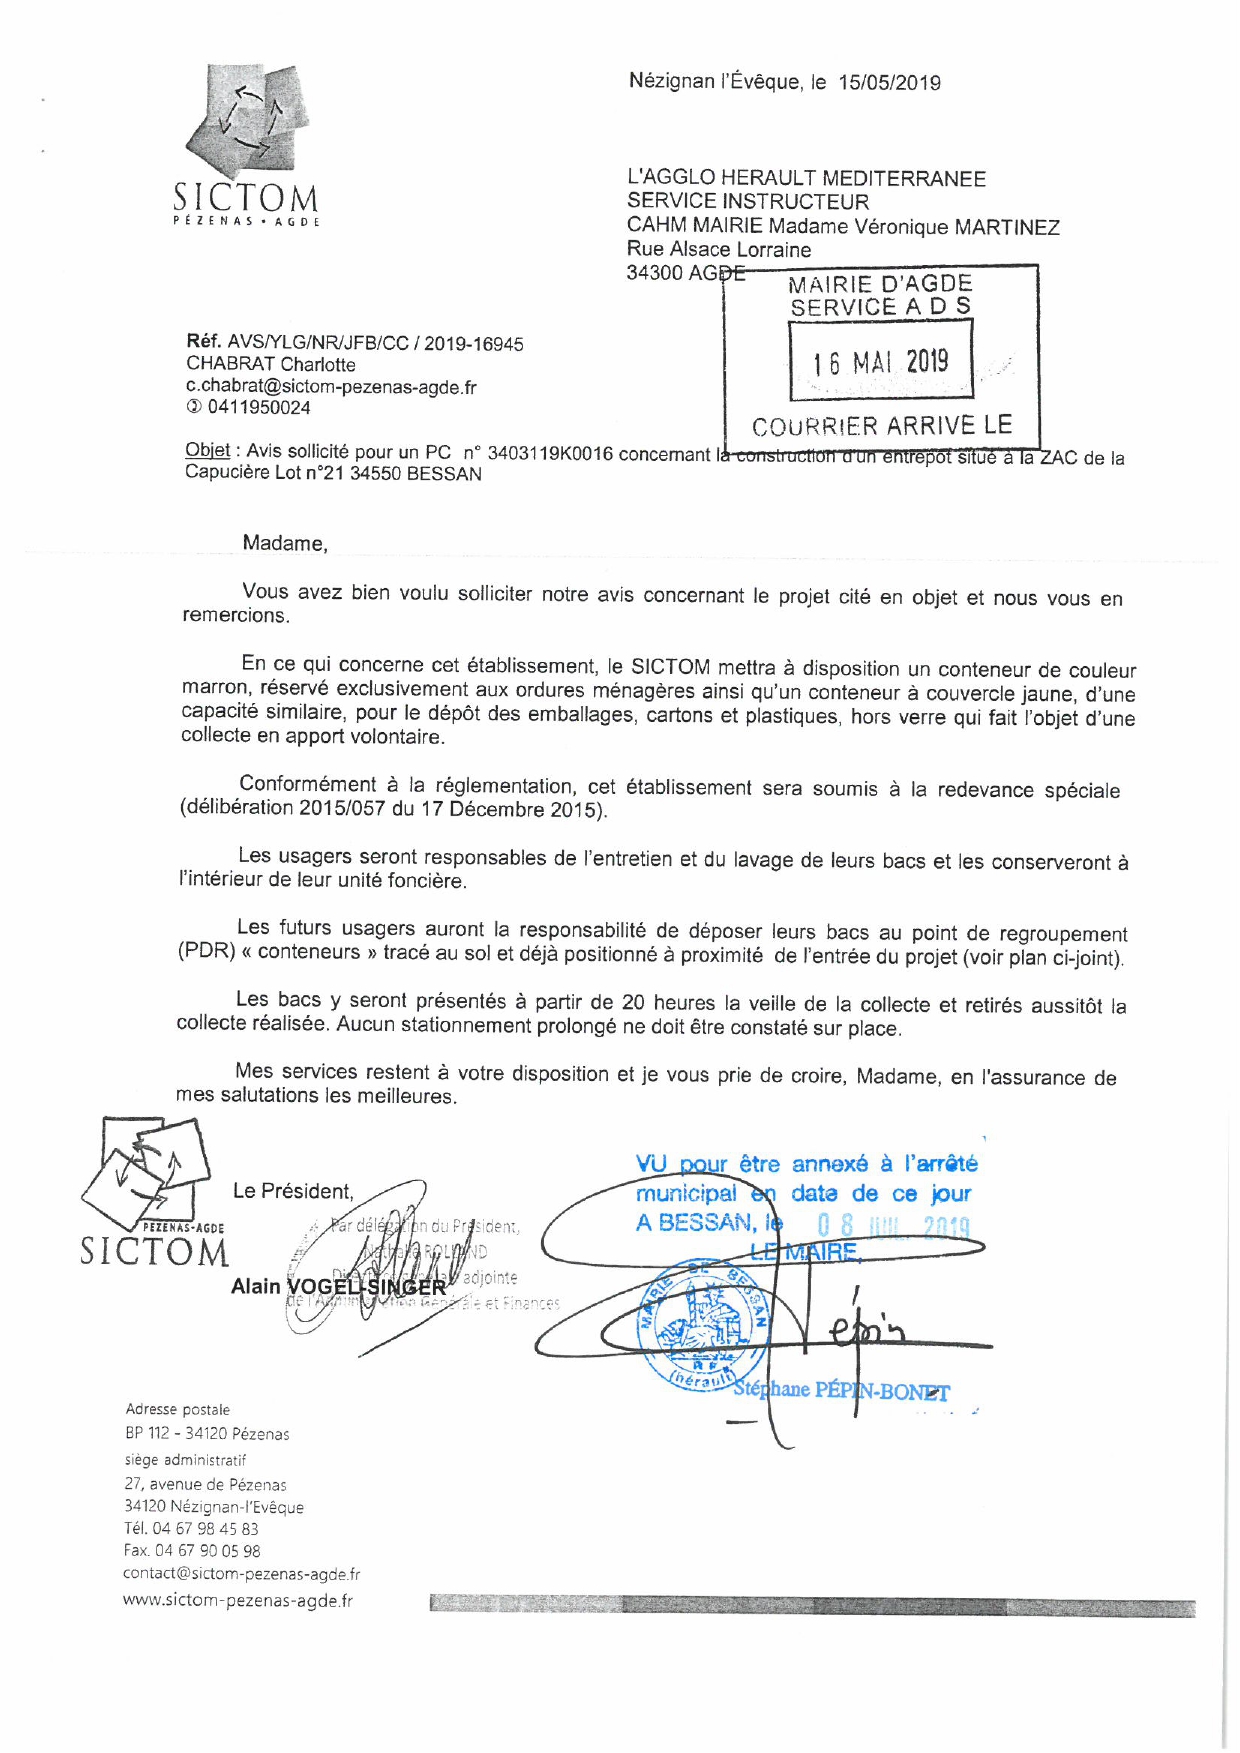 SICTOM
PÉZENAS • AGDE
Nézignan l'Évêque, le 15/05/2019
L'AGGLO HERAULT MEDITERRANEE
SERVICE INSTRUCTEUR
CAHM MAIRIE Madame Véronique MARTINEZ
Rue Alsace Lorraine
34300 AGDE
MAIRIE D'AGDE
SERVICE A D S
16 MAI 2019
COURRIER ARRIVE LE
Réf. AVS/YLG/NR/JFB/CC / 2019-16945
CHABRAT Charlotte
c.chabrat@sictom-pezenas-agde.fr
✆ 0411950024
Objet : Avis sollicité pour un PC n° 3403119K0016 concernant la construction d'un entrepôt situé à la ZAC de la
Capucière Lot n°21 34550 BESSAN
Madame,
Vous avez bien voulu solliciter notre avis concernant le projet cité en objet et nous vous en
remercions.
En ce qui concerne cet établissement, le SICTOM mettra à disposition un conteneur de couleur
marron, réservé exclusivement aux ordures ménagères ainsi qu'un conteneur à couvercle jaune, d'une
capacité similaire, pour le dépôt des emballages, cartons et plastiques, hors verre qui fait l'objet d'une
collecte en apport volontaire.
Conformément à la réglementation, cet établissement sera soumis à la redevance spéciale
(délibération 2015/057 du 17 Décembre 2015).
Les usagers seront responsables de l'entretien et du lavage de leurs bacs et les conserveront à
l'intérieur de leur unité foncière.
Les futurs usagers auront la responsabilité de déposer leurs bacs au point de regroupement
(PDR) « conteneurs » tracé au sol et déjà positionné à proximité de l'entrée du projet (voir plan ci-joint).
Les bacs y seront présentés à partir de 20 heures la veille de la collecte et retirés aussitôt la
collecte réalisée. Aucun stationnement prolongé ne doit être constaté sur place.
Mes services restent à votre disposition et je vous prie de croire, Madame, en l'assurance de
mes salutations les meilleures.
PEZENAS-AGDE
SICTOM
Le Président,
Par délégation du Président,
Nathalie ROLLAND
adjointe
Alain VOGEL-SINGER
de l'Administration Générale et Finances
VU pour être annexé à l'arrêté
municipal en date de ce jour
A BESSAN, le 08 JUIL. 2019
LE MAIRE,
MAIRIE DE BESSAN
R F
(hérault)
Pépin
Stéphane PÉPIN-BONET
Adresse postale
BP 112 - 34120 Pézenas
siège administratif
27, avenue de Pézenas
34120 Nézignan-l'Evêque
Tél. 04 67 98 45 83
Fax. 04 67 90 05 98
contact@sictom-pezenas-agde.fr
www.sictom-pezenas-agde.fr